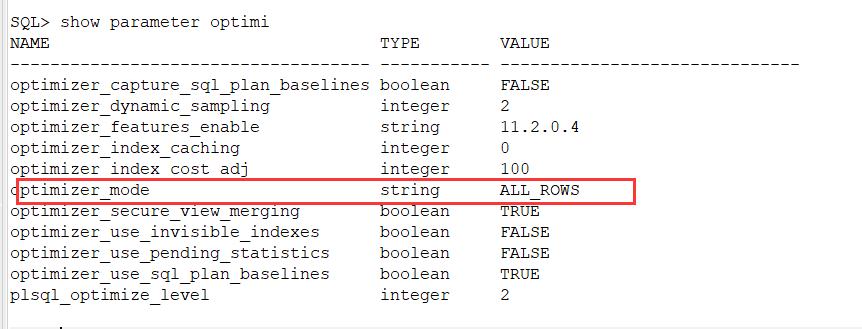 SQL> show parameter optimi
NAME                                 TYPE        VALUE
------------------------------------ ----------- ------------------------------
optimizer_capture_sql_plan_baselines boolean     FALSE
optimizer_dynamic_sampling           integer     2
optimizer_features_enable            string      11.2.0.4
optimizer_index_caching              integer     0
optimizer_index_cost_adj             integer     100
optimizer_mode                       string      ALL_ROWS
optimizer_secure_view_merging        boolean     TRUE
optimizer_use_invisible_indexes      boolean     FALSE
optimizer_use_pending_statistics     boolean     FALSE
optimizer_use_sql_plan_baselines     boolean     TRUE
plsql_optimize_level                 integer     2